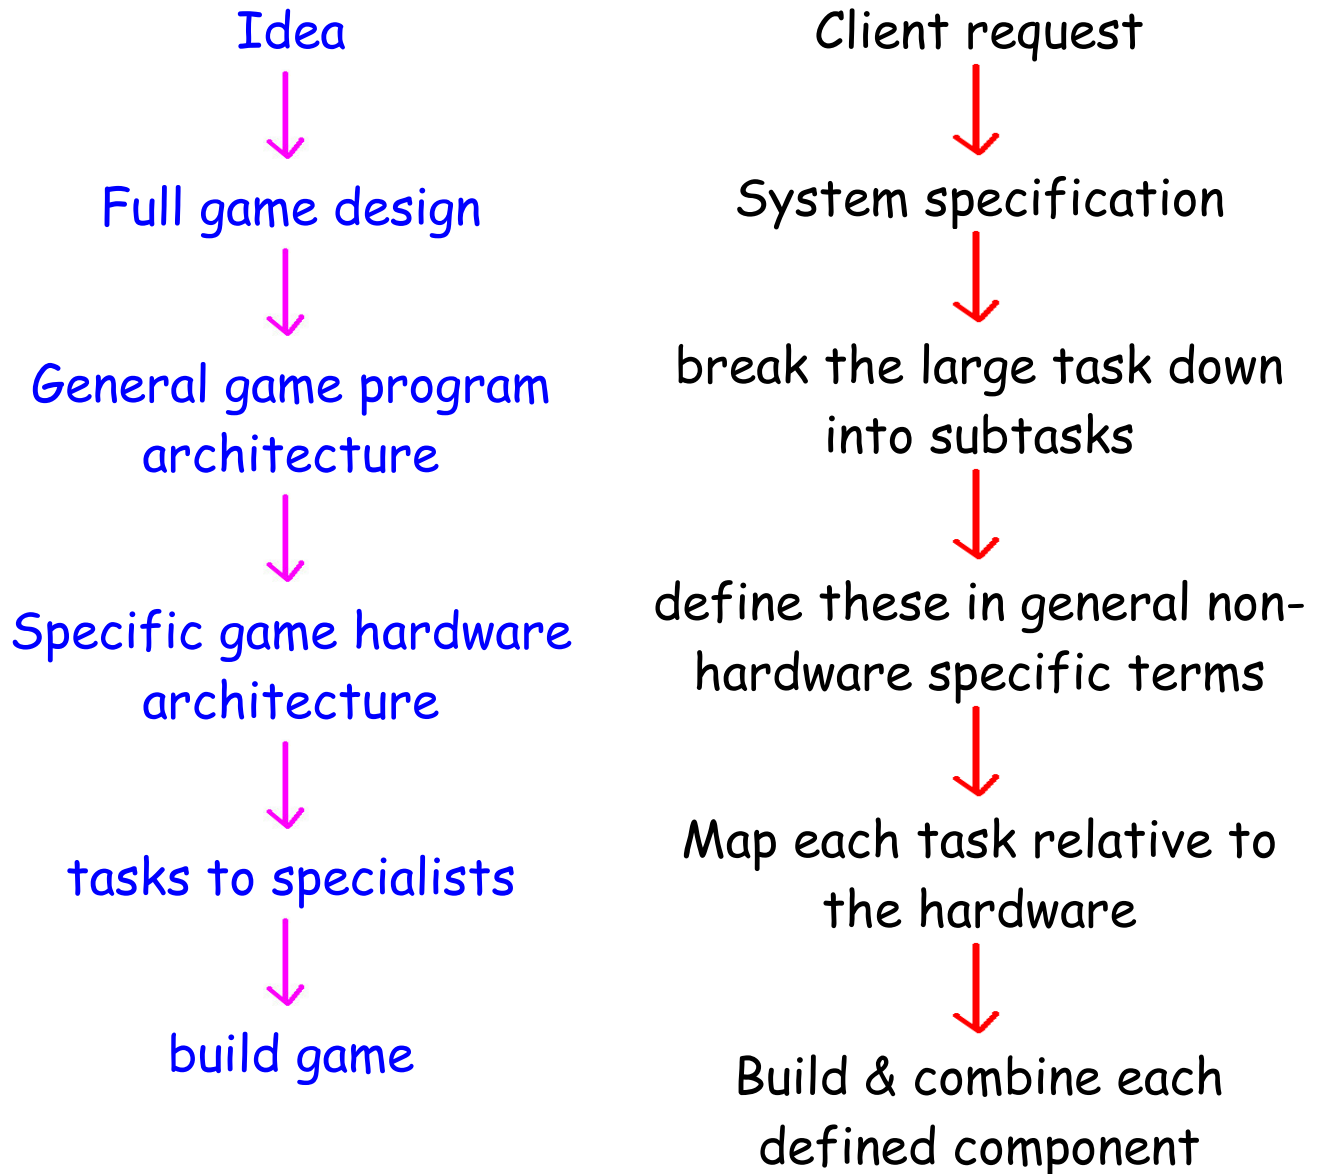 Idea
Full game design
General game program
architecture
Specific game hardware
architecture
tasks to specialists
build game
Client request
System specification
break the large task down
into subtasks
define these in general non-
hardware specific terms
Map each task relative to
the hardware
Build & combine each
defined component